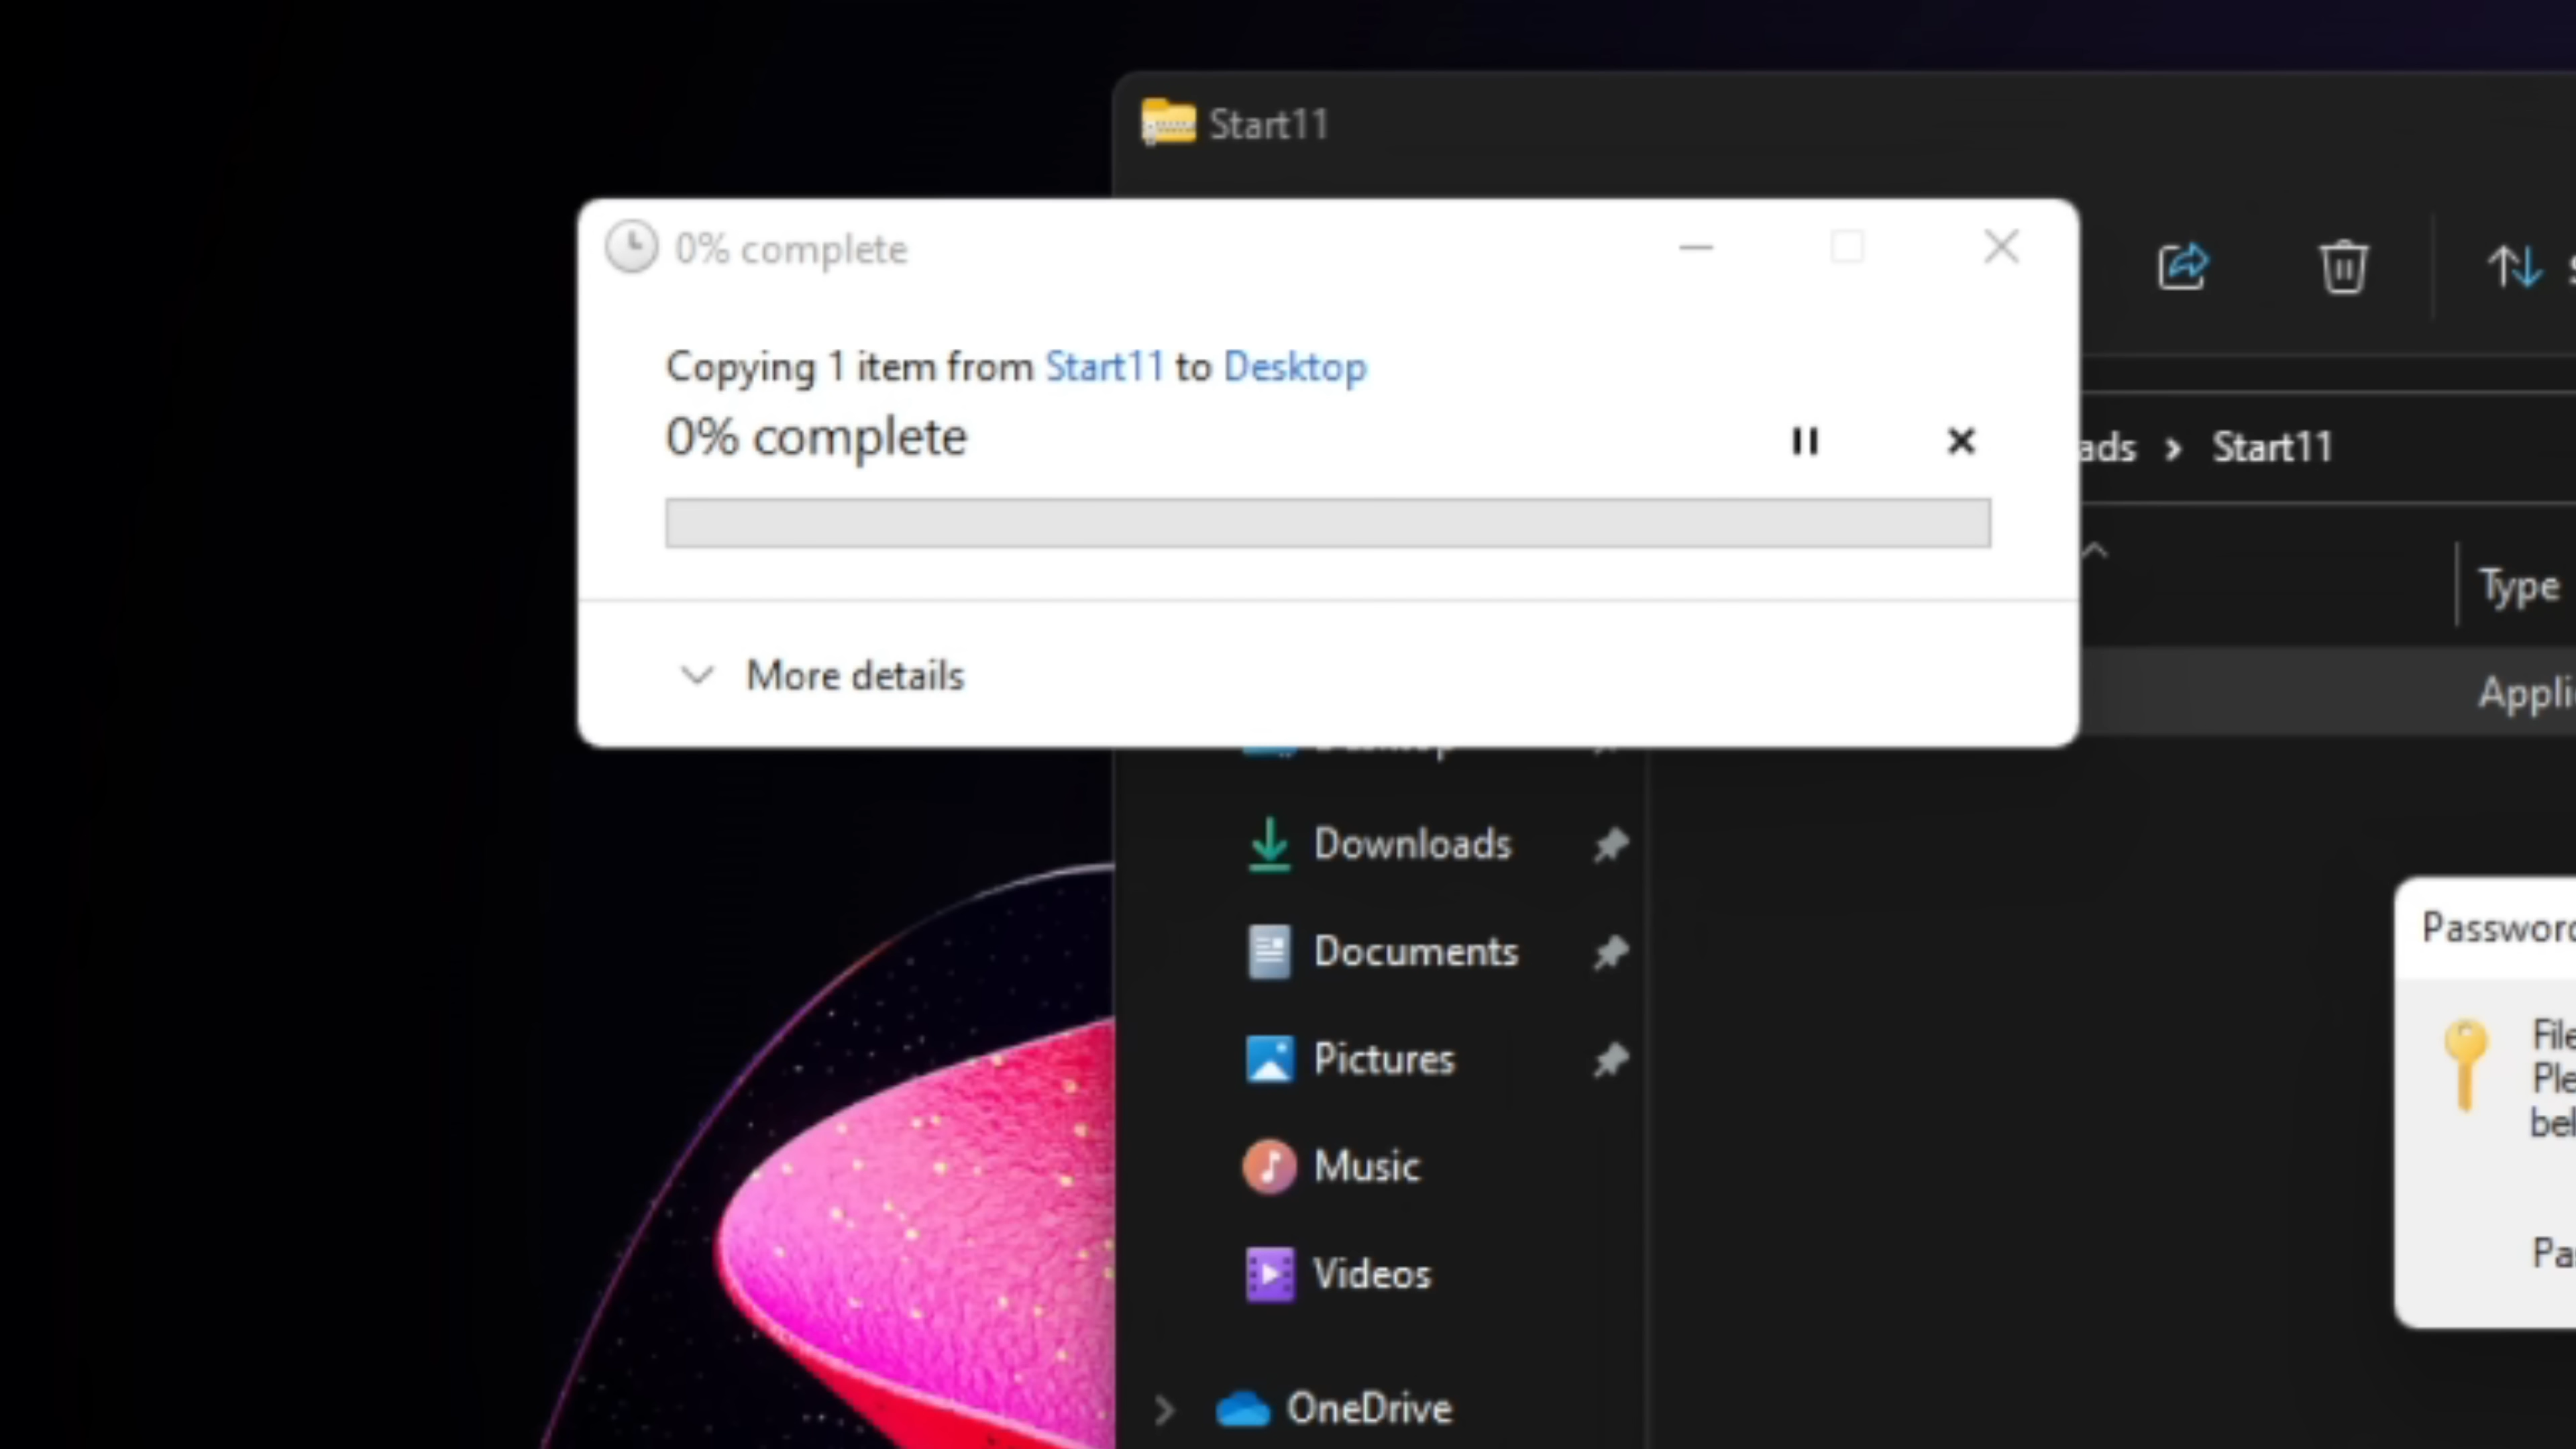 Start11
0% complete
Copying 1 item from Start11 to Desktop
0% complete
More details
Start11
Type
Downloads
Documents
Pictures
Music
Videos
OneDrive